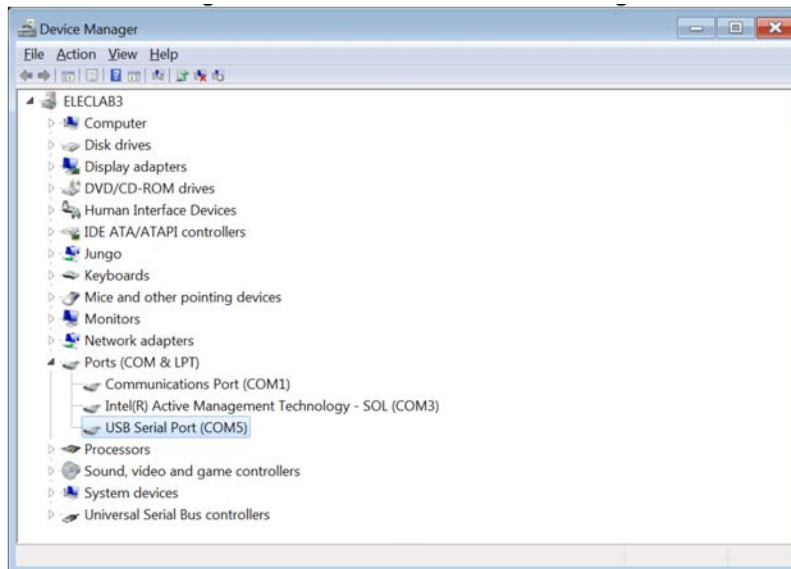 Device Manager
File Action View Help
ELECLAB3
Computer
Disk drives
Display adapters
DVD/CD-ROM drives
Human Interface Devices
IDE ATA/ATAPI controllers
Jungo
Keyboards
Mice and other pointing devices
Monitors
Network adapters
Ports (COM & LPT)
Communications Port (COM1)
Intel(R) Active Management Technology - SOL (COM3)
USB Serial Port (COM5)
Processors
Sound, video and game controllers
System devices
Universal Serial Bus controllers